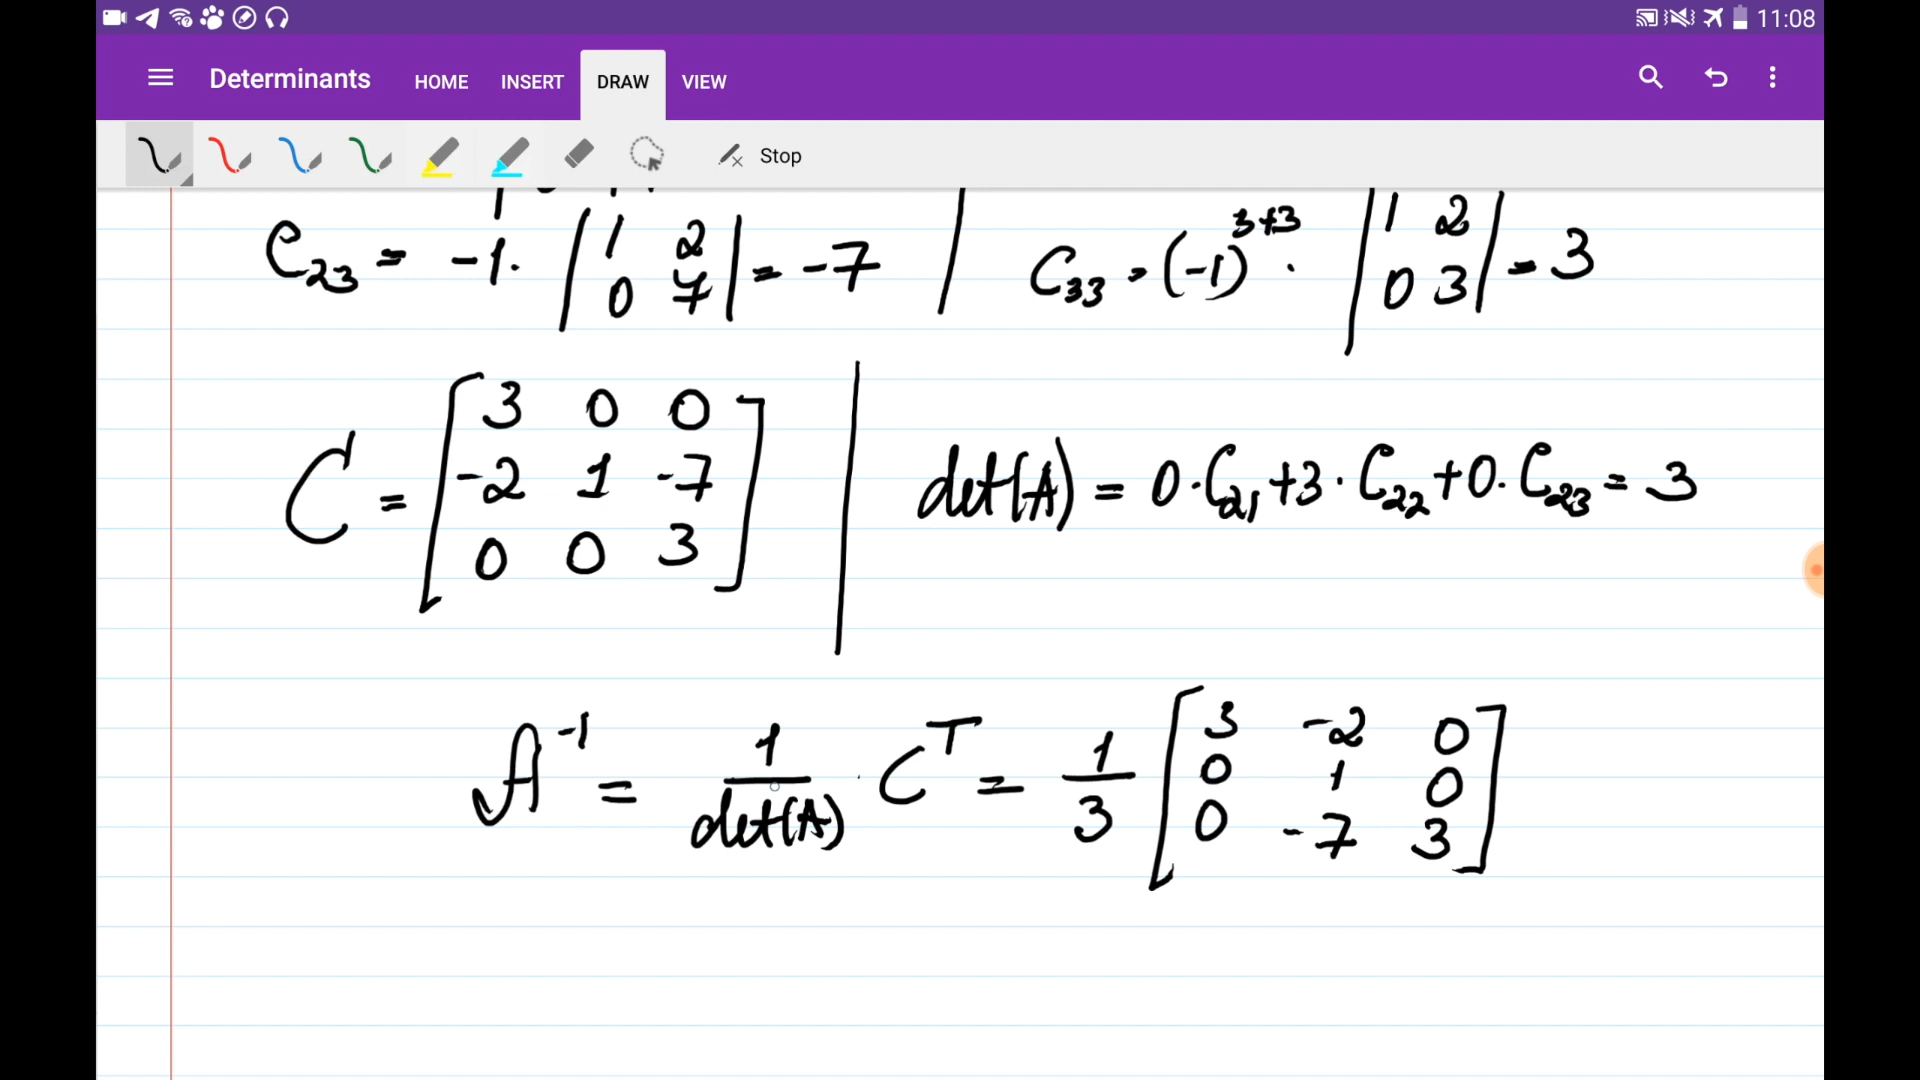 11:08
Determinants HOME INSERT DRAW VIEW
Stop
C₂₃ = -1 · | 1 2 | = -7
| 0 7 |
C₃₃ = (-1)³⁺³ · | 1 2 | = 3
| 0 3 |
C = [ 3 0 0 ]
[ -2 1 -7 ]
[ 0 0 3 ]
det(A) = 0·C₂₁ + 3·C₂₂ + 0·C₂₃ = 3
A⁻¹ = 1/det(A) · Cᵀ = 1/3 [ 3 -2 0 ]
[ 0 1 0 ]
[ 0 -7 3 ]